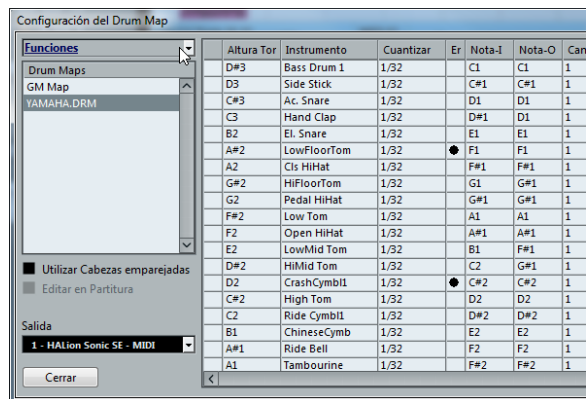 Configuración del Drum Map
Funciones
Drum Maps
GM Map
YAMAHA.DRM
Utilizar Cabezas emparejadas
Editar en Partitura
Salida
1 - HALion Sonic SE - MIDI
Cerrar
Altura Tor Instrumento Cuantizar Er Nota-I Nota-O Can
D#3 Bass Drum 1 1/32 C1 C1 1
D3 Side Stick 1/32 C#1 C#1 1
C#3 Ac. Snare 1/32 D1 D1 1
C3 Hand Clap 1/32 D#1 D#1 1
B2 El. Snare 1/32 E1 E1 1
A#2 LowFloorTom 1/32 F1 F1 1
A2 Cls HiHat 1/32 F#1 F#1 1
G#2 HiFloorTom 1/32 G1 G#1 1
G2 Pedal HiHat 1/32 G#1 G#1 1
F#2 Low Tom 1/32 A1 A1 1
F2 Open HiHat 1/32 A#1 A#1 1
E2 LowMid Tom 1/32 B1 F#1 1
D#2 HiMid Tom 1/32 C2 G#1 1
D2 CrashCymbl1 1/32 C#2 C#2 1
C#2 High Tom 1/32 D2 D2 1
C2 Ride Cymbl1 1/32 D#2 D#2 1
B1 ChineseCymb 1/32 E2 E2 1
A#1 Ride Bell 1/32 F2 F2 1
A1 Tambourine 1/32 F#2 F#2 1